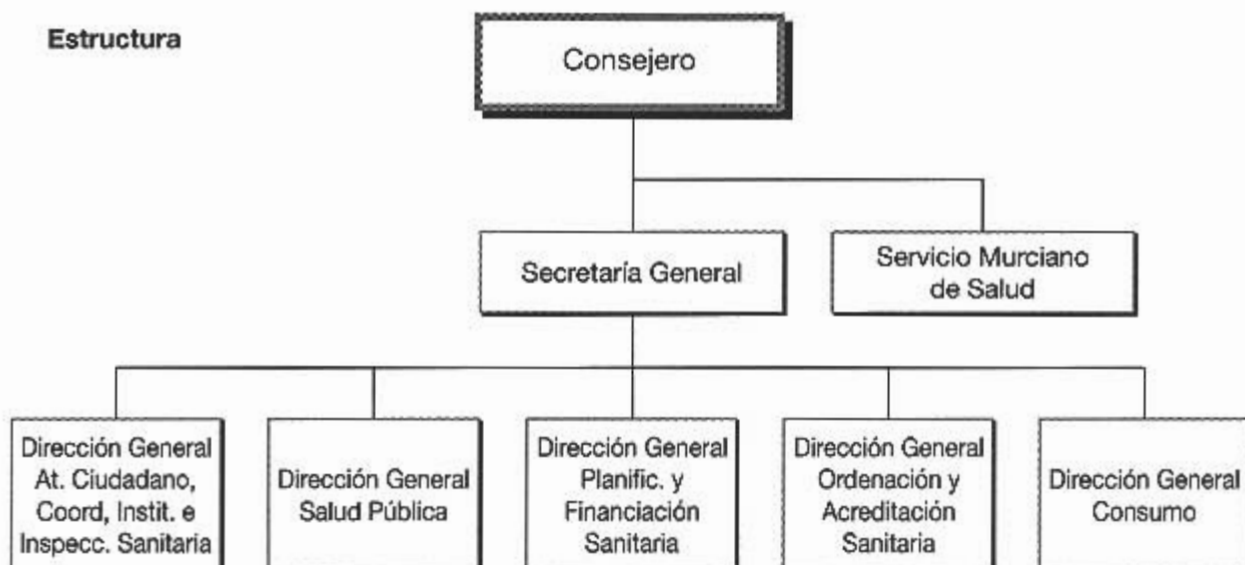 Estructura
Consejero
Secretaría General
Servicio Murciano
de Salud
Dirección General
At. Ciudadano,
Coord, Instit. e
Inspecc. Sanitaria
Dirección General
Salud Pública
Dirección General
Planific. y
Financiación
Sanitaria
Dirección General
Ordenación y
Acreditación
Sanitaria
Dirección General
Consumo